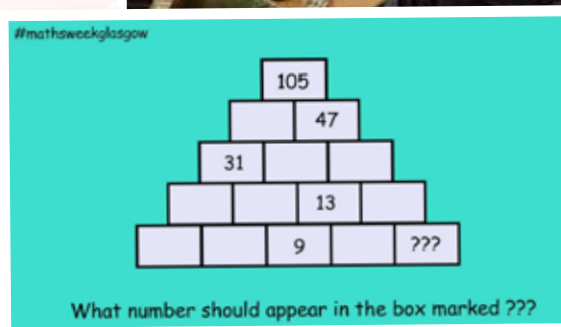 #mathsweekglasgow
105
47
31
13
9 ???
What number should appear in the box marked ???